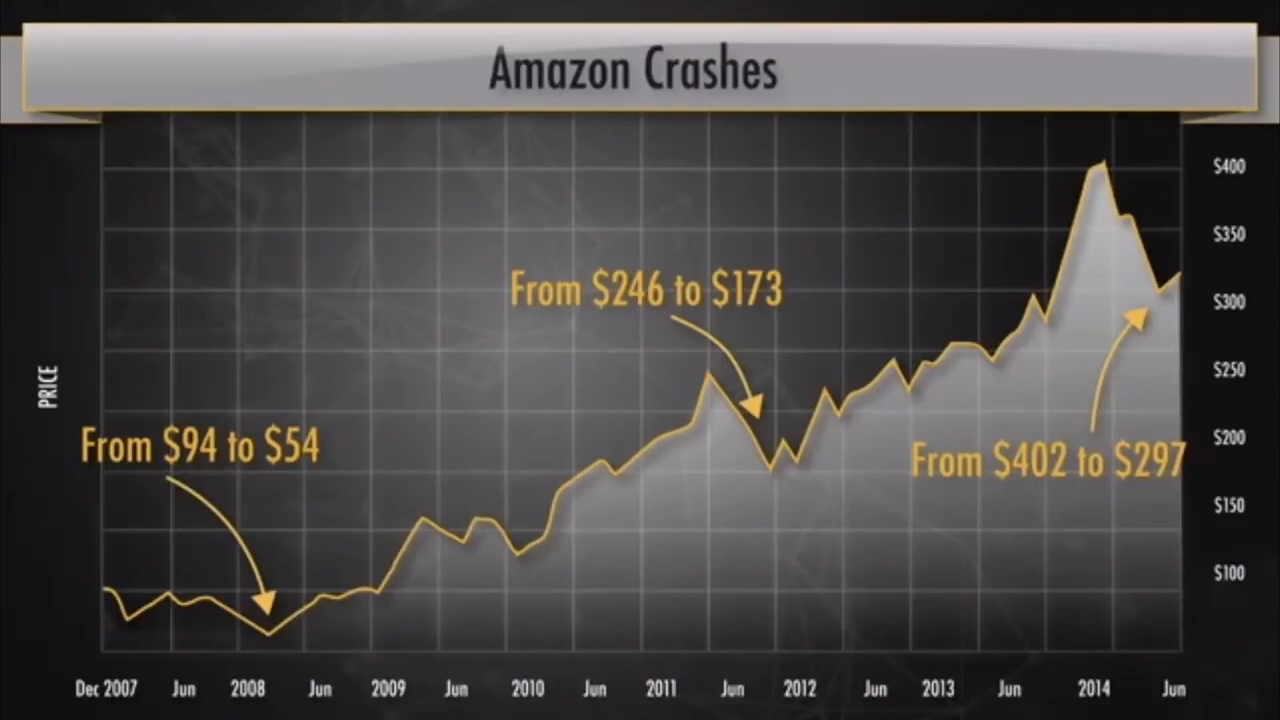 Amazon Crashes
$400
$350
From $246 to $173
$300
PRICE
$250
From $94 to $54
$200
From $402 to $297
$150
$100
Dec 2007 Jun 2008 Jun 2009 Jun 2010 Jun 2011 Jun 2012 Jun 2013 Jun 2014 Jun